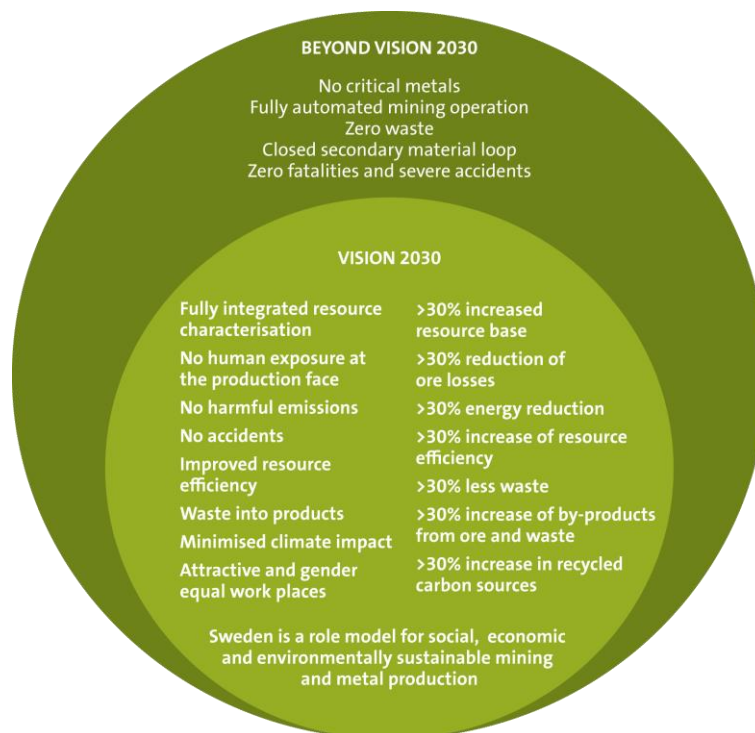 BEYOND VISION 2030
No critical metals
Fully automated mining operation
Zero waste
Closed secondary material loop
Zero fatalities and severe accidents
VISION 2030
Fully integrated resource
characterisation
No human exposure at
the production face
No harmful emissions
No accidents
Improved resource
efficiency
Waste into products
Minimised climate impact
Attractive and gender
equal work places
>30% increased
resource base
>30% reduction of
ore losses
>30% energy reduction
>30% increase of resource
efficiency
>30% less waste
>30% increase of by-products
from ore and waste
>30% increase in recycled
carbon sources
Sweden is a role model for social, economic
and environmentally sustainable mining
and metal production